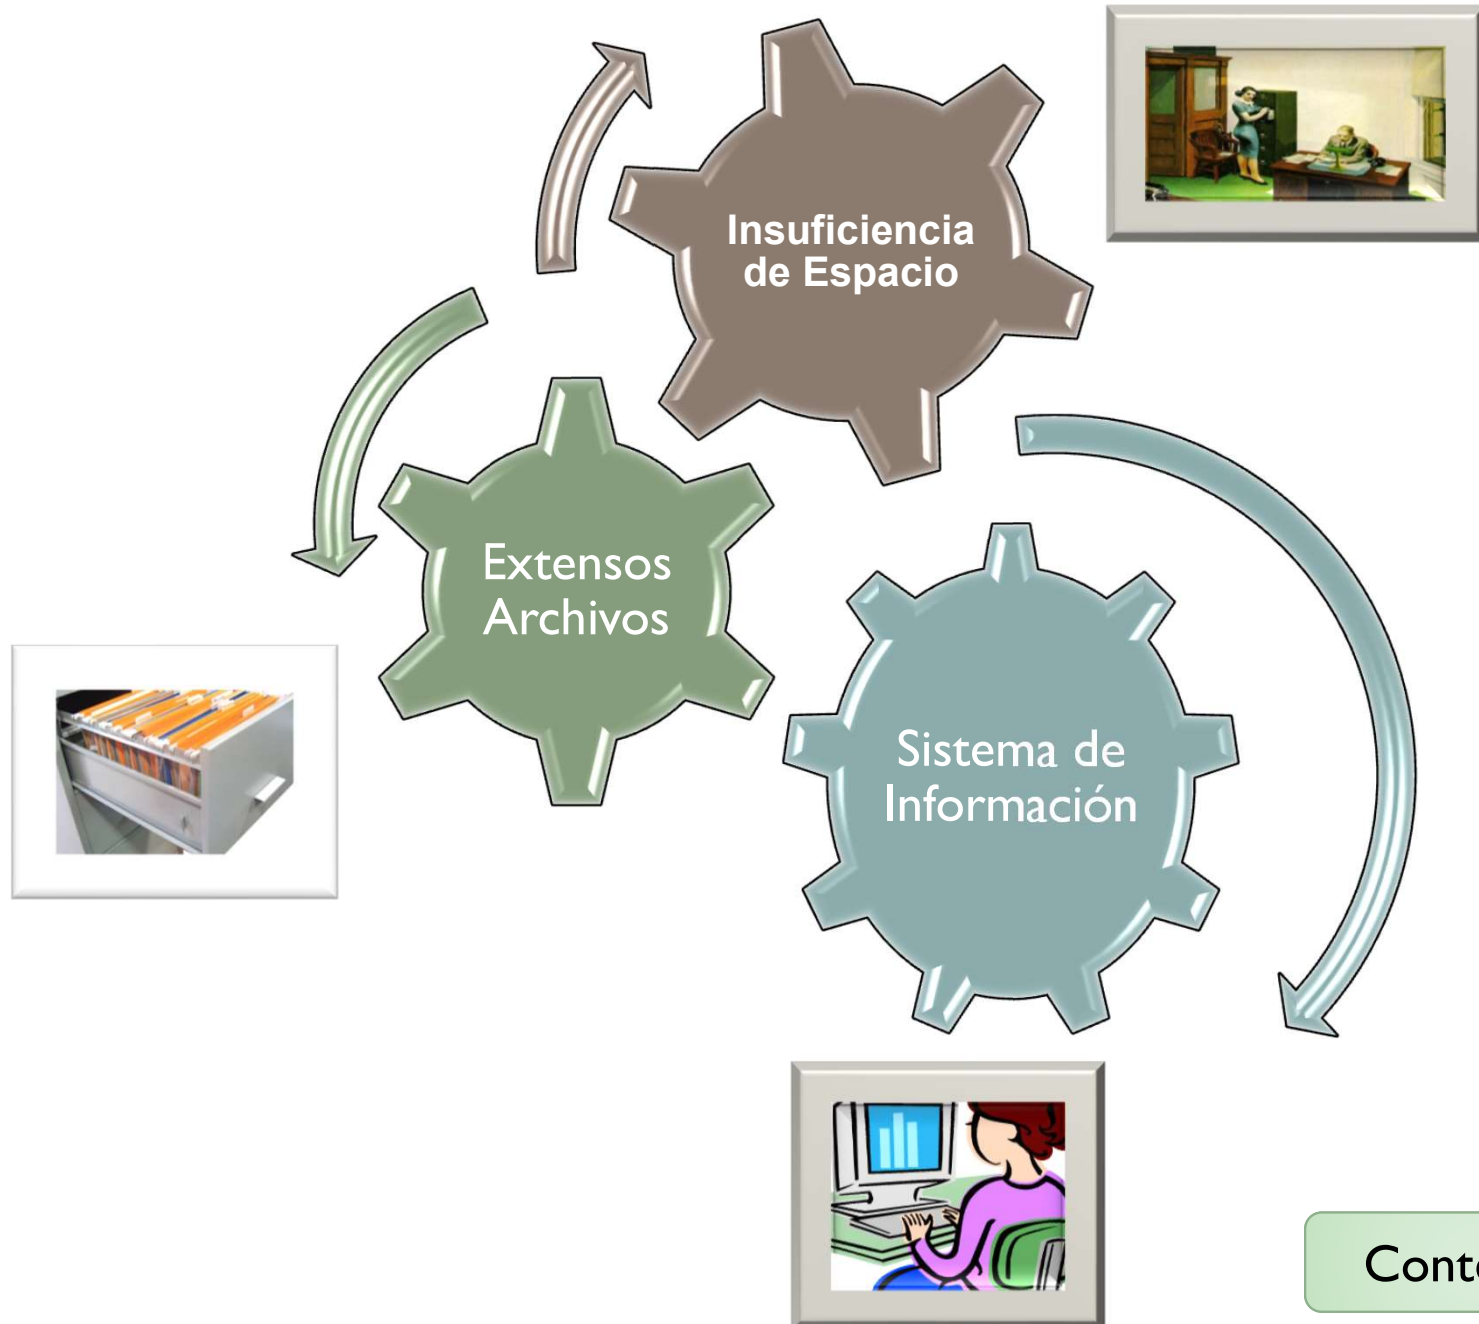 Insuficiencia
de Espacio
Extensos
Archivos
Sistema de
Información